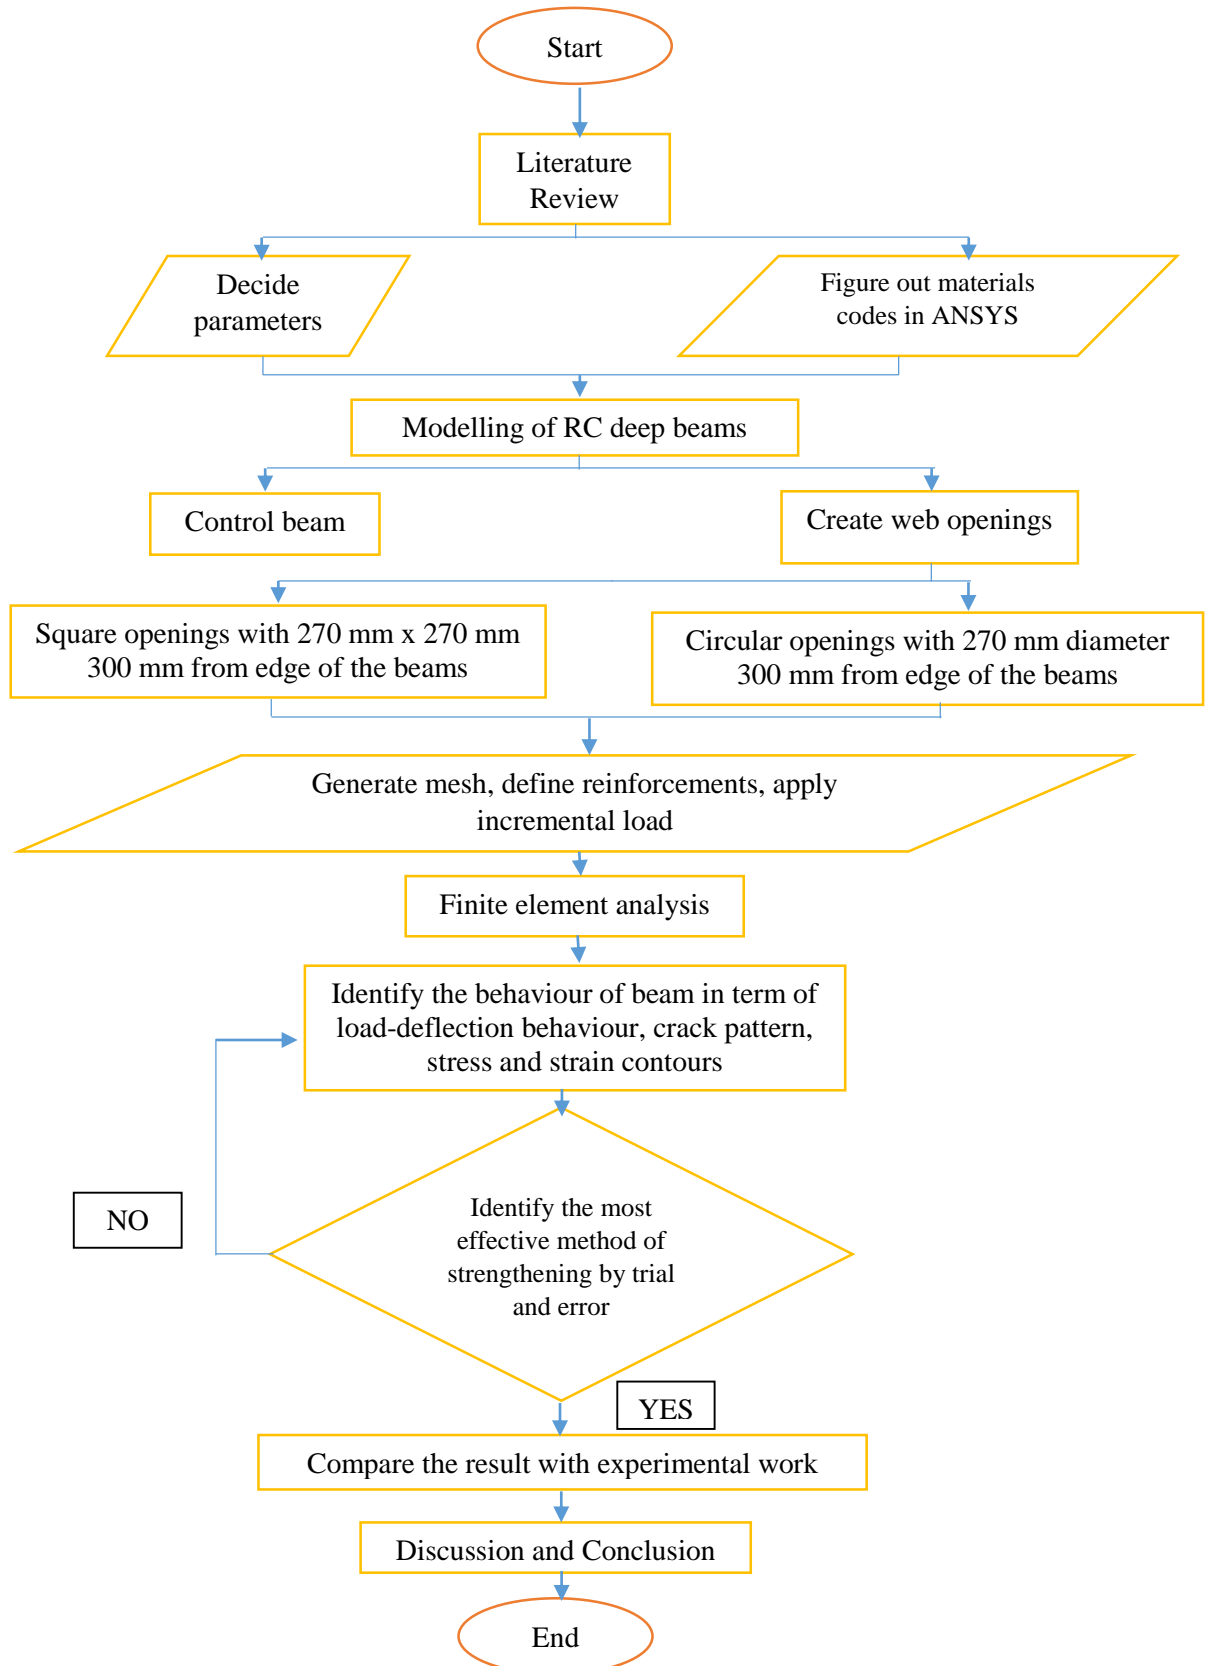 Start
Literature
Review
Decide
parameters
Figure out materials
codes in ANSYS
Modelling of RC deep beams
Control beam
Create web openings
Square openings with 270 mm x 270 mm
300 mm from edge of the beams
Circular openings with 270 mm diameter
300 mm from edge of the beams
Generate mesh, define reinforcements, apply
incremental load
Finite element analysis
Identify the behaviour of beam in term of
load-deflection behaviour, crack pattern,
stress and strain contours
NO
Identify the most
effective method of
strengthening by trial
and error
YES
Compare the result with experimental work
Discussion and Conclusion
End